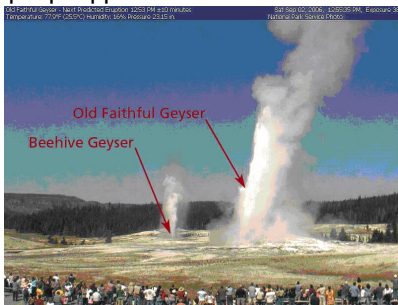 Old Faithful Geyser - Next Predicted Eruption 12:53 PM ±10 minutes
Sat Sep 02, 2006, 12:55:35 PM, Exposure
Temperature: 77.9°F (25.5°C) Humidity: 16% Pressure 23.15 in.
National Park Service Photo
Old Faithful Geyser
Beehive Geyser